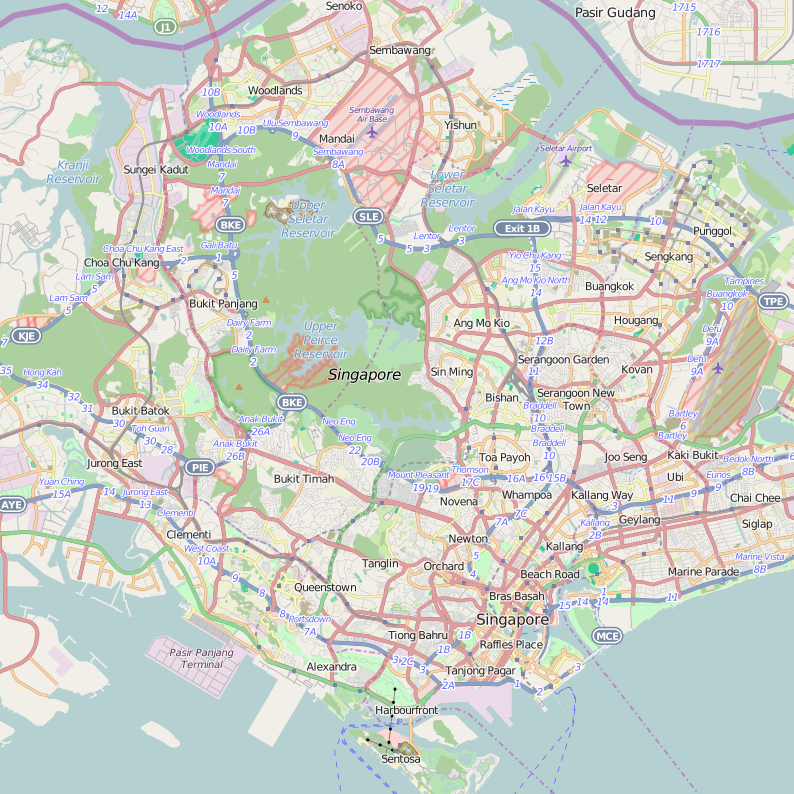 Senoko
Pasir Gudang
1715
12
14A
J1
1716
Sembawang
1717
Woodlands
10B
Sembawang
Air Base
Woodlands
10A
10B
Ulu Sembawang
9
Mandai
Yishun
Woodlands South
Sembawang
8A
Seletar Airport
Mandai
7
Kranji
Reservoir
Sungei Kadut
Lower
Seletar
Reservoir
Seletar
Mandai
7
Upper
Seletar
Reservoir
SLE
BKE
Jalan Kayu
Jalan Kayu
14
12
10
Exit 1B
Punggol
Lentor
Lentor
5
3
3
Gali Batu
Choa Chu Kang East
2
1
5
Choa Chu Kang
Yio Chu Kang
15
Sengkang
Lam Sam
5
Lam Sam
5
Ang Mo Kio North
14
Buangkok
Tampines
Buangkok
10
TPE
Bukit Panjang
Dairy Farm
2
Ang Mo Kio
Hougang
Defu
9A
7
KJE
Upper
Peirce
Reservoir
12B
Dairy Farm
2
Serangoon Garden
Defu
9A
Kovan
Hong Kah
35
34
Singapore
Sin Ming
11
32
31
BKE
Bishan
Serangoon New
Town
Bukit Batok
30
Toh Guan
30
28
Anak Bukit
26A
Neo Eng
Braddell
10
Bartley
6
Bartley
Anak Bukit
26B
Neo Eng
22
20B
Braddell
Braddell
10
Jurong East
PIE
Toa Payoh
Joo Seng
Kaki Bukit
Bedok North
8B
Yuan Ching
15A
Bukit Timah
Mount Pleasant
Thomson
17C
19
19
16A
16
15B
Ubi
Eunos
9
8B
AYE
14
Jurong East
13
Clementi
Novena
Whampoa
Kallang Way
11
Chai Chee
3
7C
7A
Kallang
2B
Geylang
Siglap
Clementi
Newton
Kallang
West Coast
10A
5
4
Marine Vista
8B
Tanglin
Orchard
Beach Road
Marine Parade
9
8
Queenstown
Bras Basah
1
15
14
14
11
8
Portsdown
7A
Singapore
MCE
Tiong Bahru
1B
Raffles Place
1B
Pasir Panjang
Terminal
Alexandra
3
2C
3
Tanjong Pagar
3
2A
1
2
Harbourfront
Sentosa